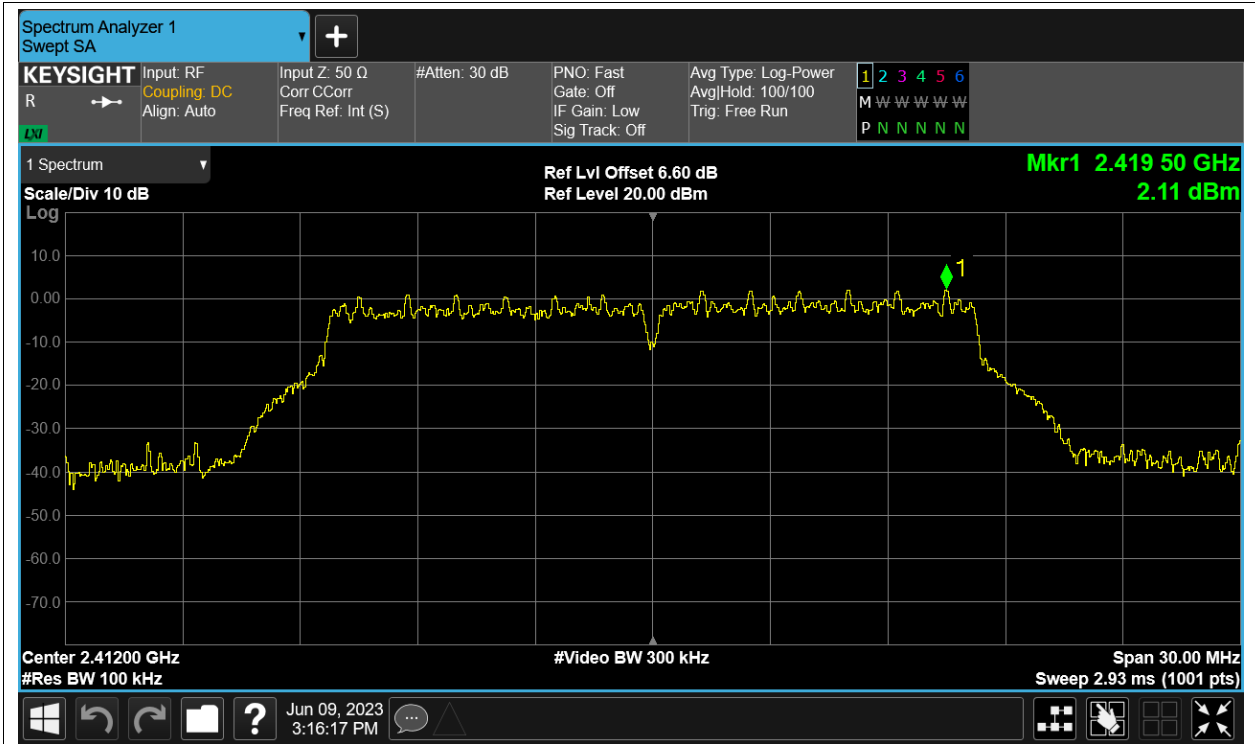 Spectrum Analyzer 1
Swept SA
KEYSIGHT
R
LXI
Input: RF
Coupling: DC
Align: Auto
Input Z: 50 Ω
Corr CCorr
Freq Ref: Int (S)
#Atten: 30 dB
PNO: Fast
Gate: Off
IF Gain: Low
Sig Track: Off
Avg Type: Log-Power
Avg|Hold: 100/100
Trig: Free Run
1 2 3 4 5 6
M W W W W W
P N N N N N
1 Spectrum
Scale/Div 10 dB
Ref Lvl Offset 6.60 dB
Ref Level 20.00 dBm
Mkr1 2.419 50 GHz
2.11 dBm
Log
10.0
0.00
-10.0
-20.0
-30.0
-40.0
-50.0
-60.0
-70.0
1
Center 2.41200 GHz
#Res BW 100 kHz
#Video BW 300 kHz
Span 30.00 MHz
Sweep 2.93 ms (1001 pts)
?
Jun 09, 2023
3:16:17 PM